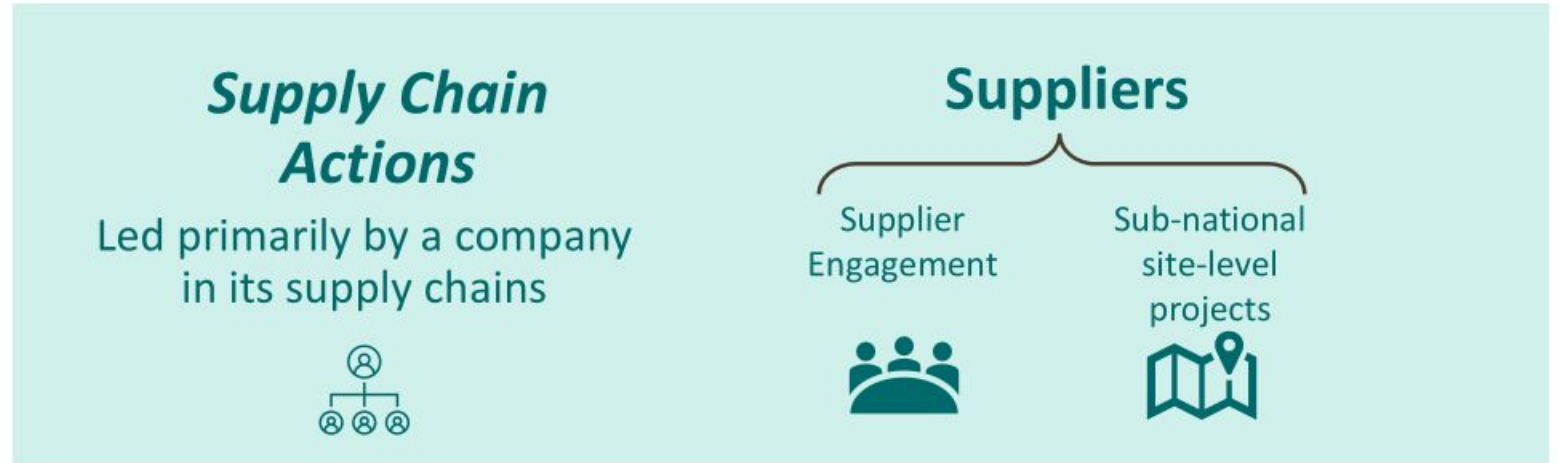 Supply Chain
Actions
Led primarily by a company
in its supply chains
Suppliers
Supplier
Engagement
Sub-national
site-level
projects